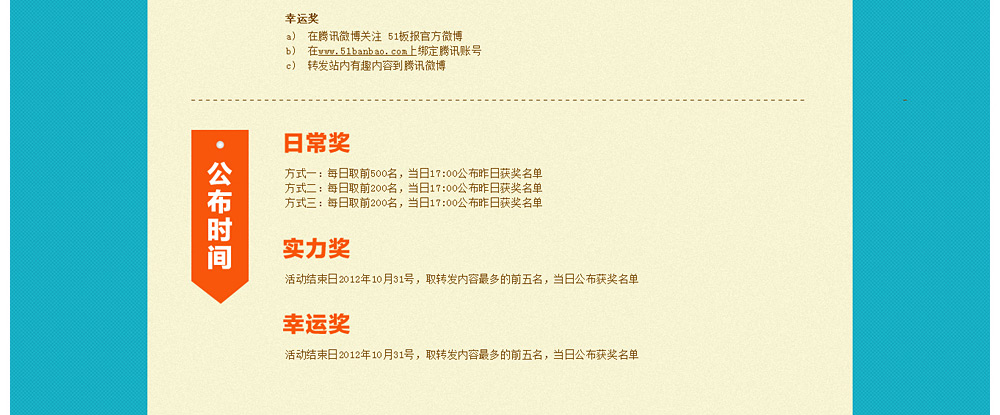 幸运奖
a) 在腾讯微博关注 51板报官方微博
b) 在www.51banbao.com上绑定腾讯账号
c) 转发站内有趣内容到腾讯微博
公布时间
日常奖
方式一：每日取前500名，当日17:00公布昨日获奖名单
方式二：每日取前200名，当日17:00公布昨日获奖名单
方式三：每日取前200名，当日17:00公布昨日获奖名单
实力奖
活动结束日2012年10月31号，取转发内容最多的前五名，当日公布获奖名单
幸运奖
活动结束日2012年10月31号，取转发内容最多的前五名，当日公布获奖名单